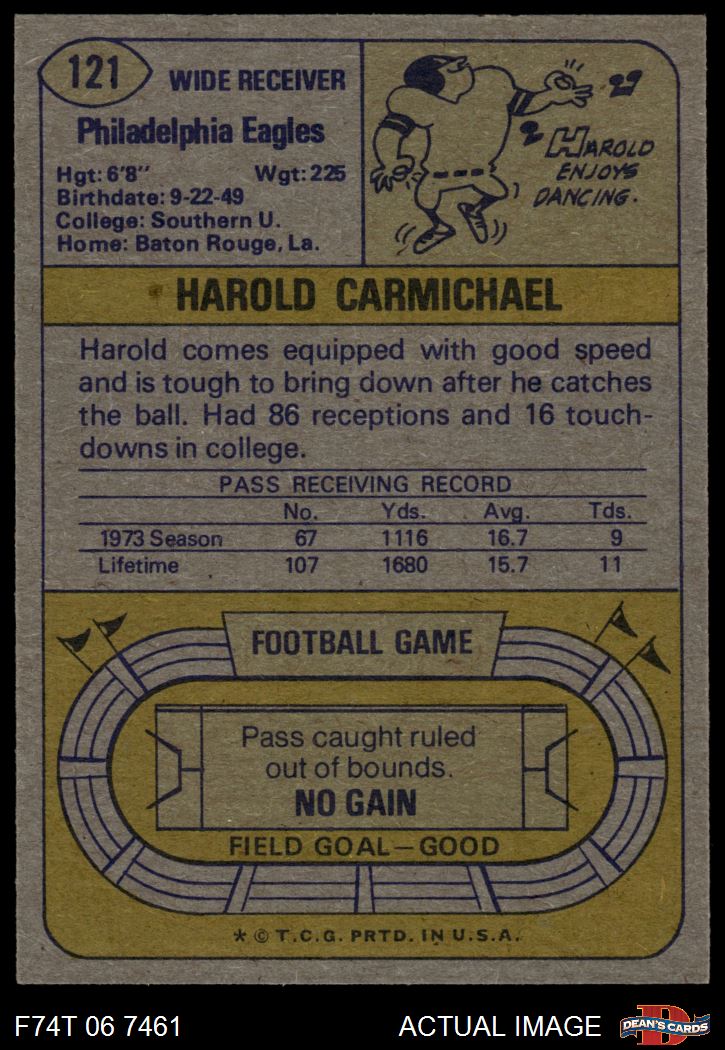 121
WIDE RECEIVER
Philadelphia Eagles
Hgt: 6'8" Wgt: 225
Birthdate: 9-22-49
College: Southern U.
Home: Baton Rouge, La.
HAROLD
ENJOYS
DANCING.
HAROLD CARMICHAEL
Harold comes equipped with good speed
and is tough to bring down after he catches
the ball. Had 86 receptions and 16 touch-
downs in college.
PASS RECEIVING RECORD
No. Yds. Avg. Tds.
1973 Season 67 1116 16.7 9
Lifetime 107 1680 15.7 11
FOOTBALL GAME
Pass caught ruled
out of bounds.
NO GAIN
FIELD GOAL—GOOD
* © T.C.G. PRTD. IN U.S.A.
F74T 06 7461 ACTUAL IMAGE
DEAN'S CARDS